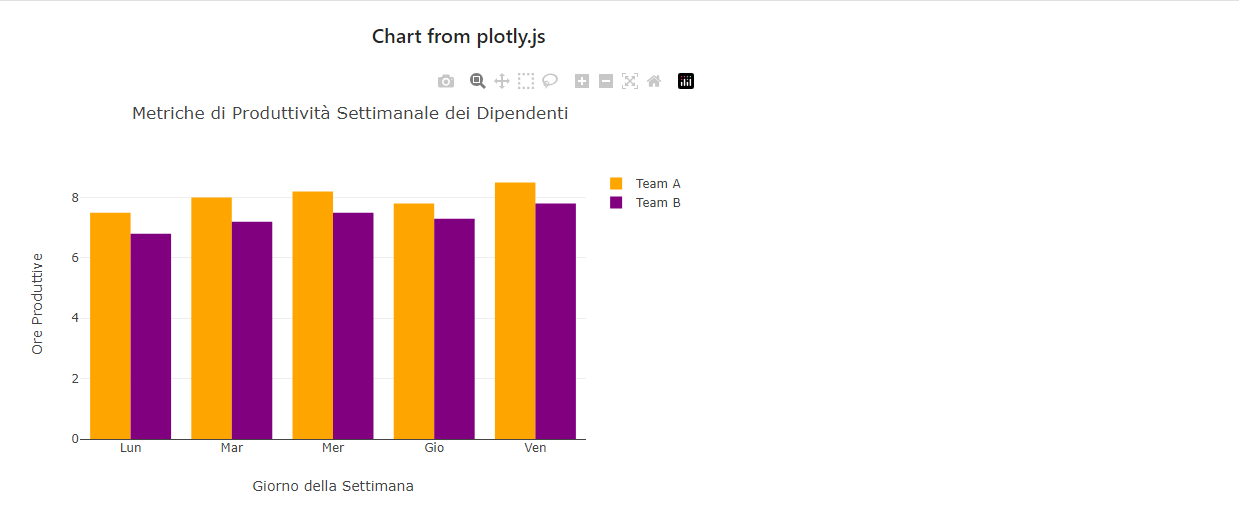 Chart from plotly.js
Metriche di Produttività Settimanale dei Dipendenti
Team A
Team B
8
6
4
2
0
Ore Produttive
Lun Mar Mer Gio Ven
Giorno della Settimana